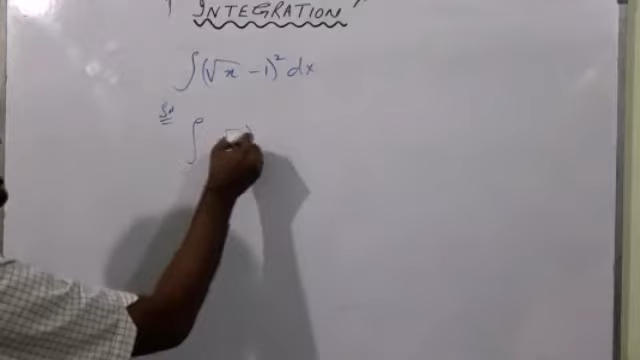 " INTEGRATION "
∫(√x - 1)² dx
Sol
∫